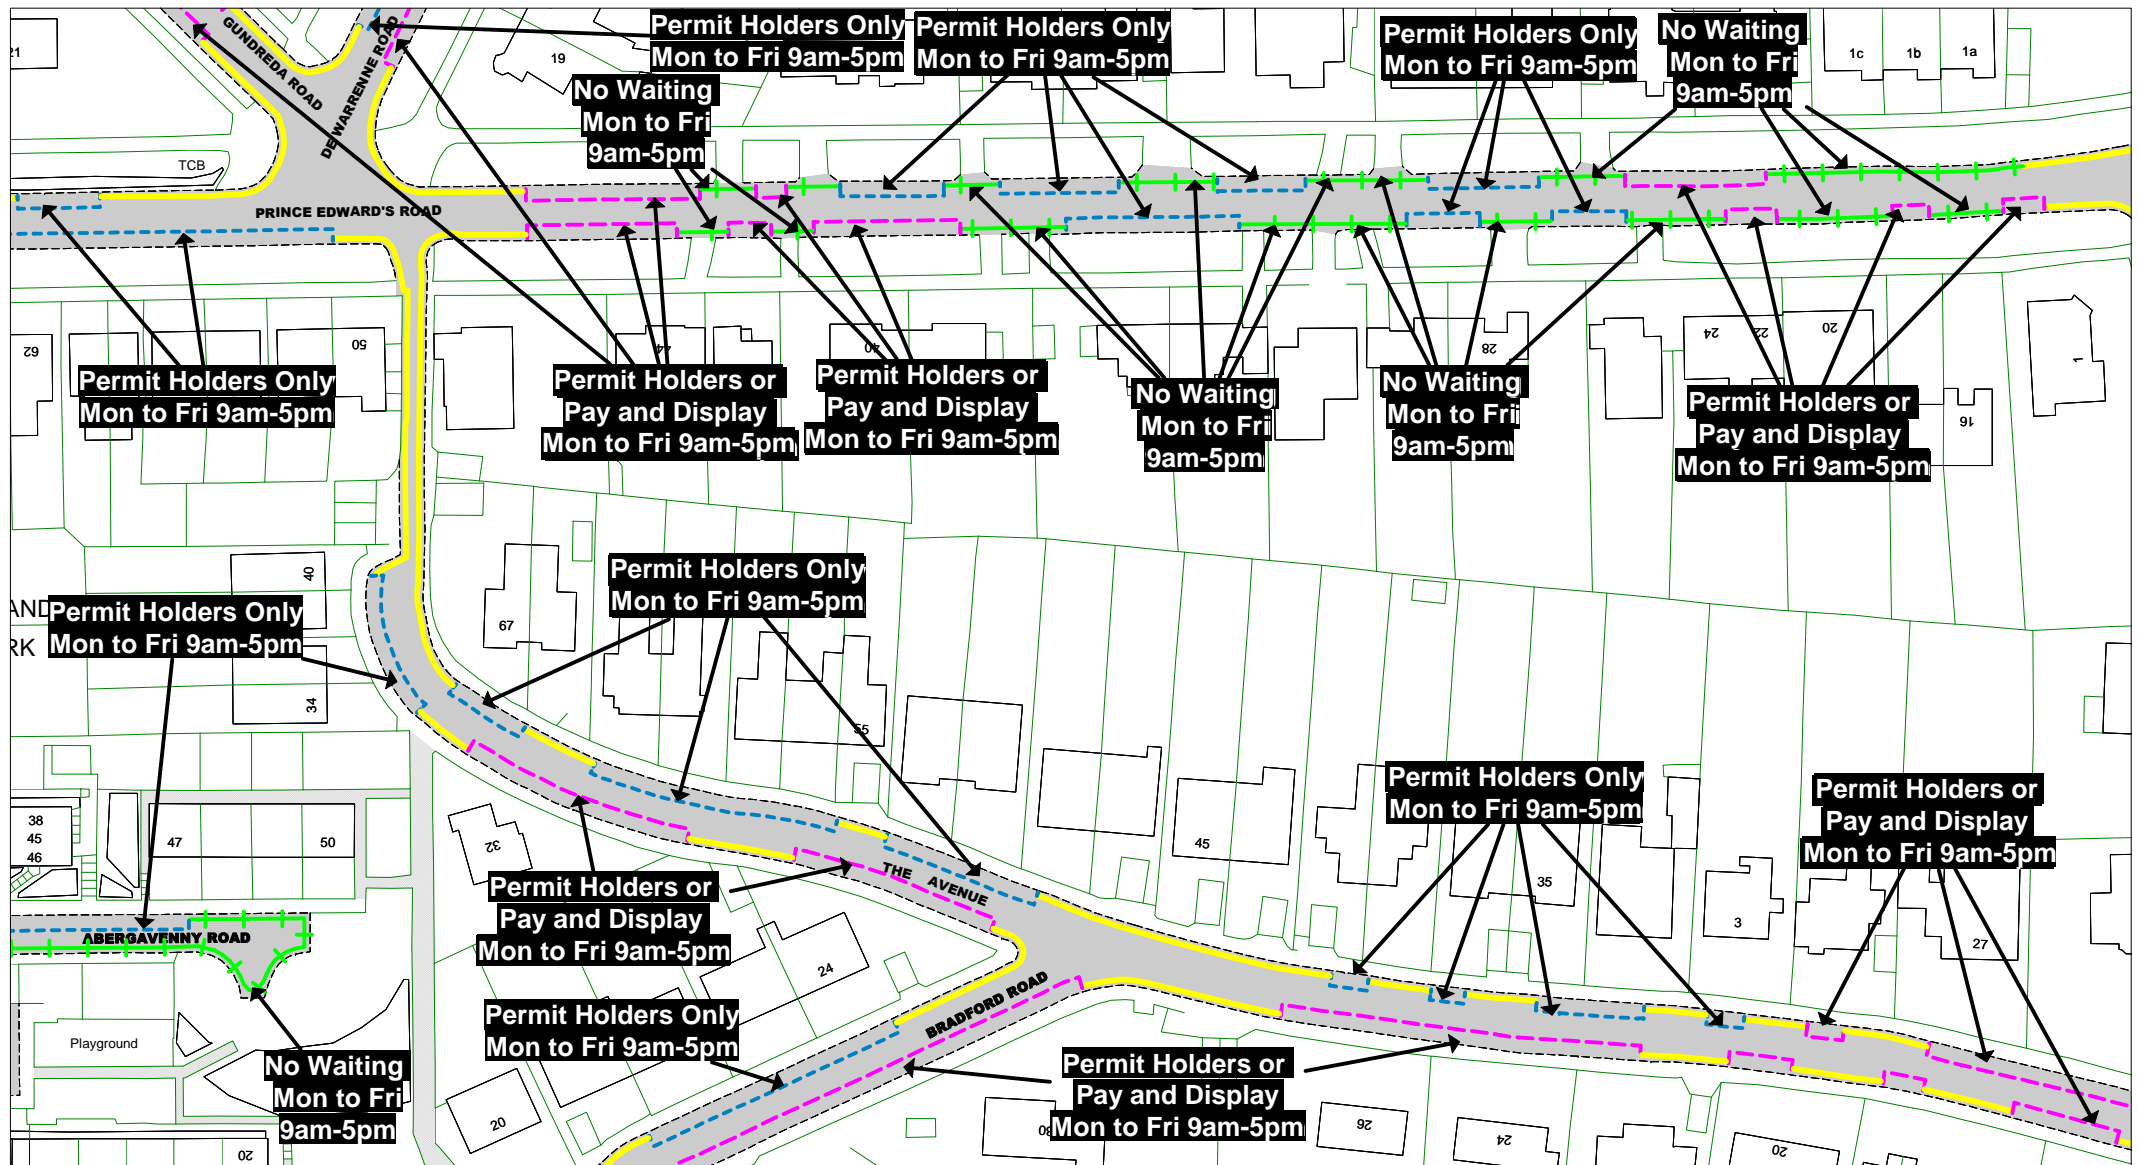 Permit Holders Only
Mon to Fri 9am-5pm
Permit Holders Only
Mon to Fri 9am-5pm
Permit Holders Only
Mon to Fri 9am-5pm
No Waiting
Mon to Fri
9am-5pm
21
GUNDREDA ROAD
DE WARRENNE ROAD
19
1c
1b
1a
No Waiting
Mon to Fri
9am-5pm
TCB
PRINCE EDWARD'S ROAD
62
50
44
40
28
24
22
20
16
1
Permit Holders Only
Mon to Fri 9am-5pm
Permit Holders or
Pay and Display
Mon to Fri 9am-5pm
Permit Holders or
Pay and Display
Mon to Fri 9am-5pm
No Waiting
Mon to Fri
9am-5pm
No Waiting
Mon to Fri
9am-5pm
Permit Holders or
Pay and Display
Mon to Fri 9am-5pm
40
Permit Holders Only
Mon to Fri 9am-5pm
AND
RK
Permit Holders Only
Mon to Fri 9am-5pm
67
34
55
38
45
46
47
50
32
THE AVENUE
45
35
3
27
Permit Holders Only
Mon to Fri 9am-5pm
Permit Holders or
Pay and Display
Mon to Fri 9am-5pm
Permit Holders or
Pay and Display
Mon to Fri 9am-5pm
ABERGAVENNY ROAD
24
BRADFORD ROAD
Permit Holders Only
Mon to Fri 9am-5pm
Playground
No Waiting
Mon to Fri
9am-5pm
Permit Holders or
Pay and Display
Mon to Fri 9am-5pm
20
20
30
26
24
20